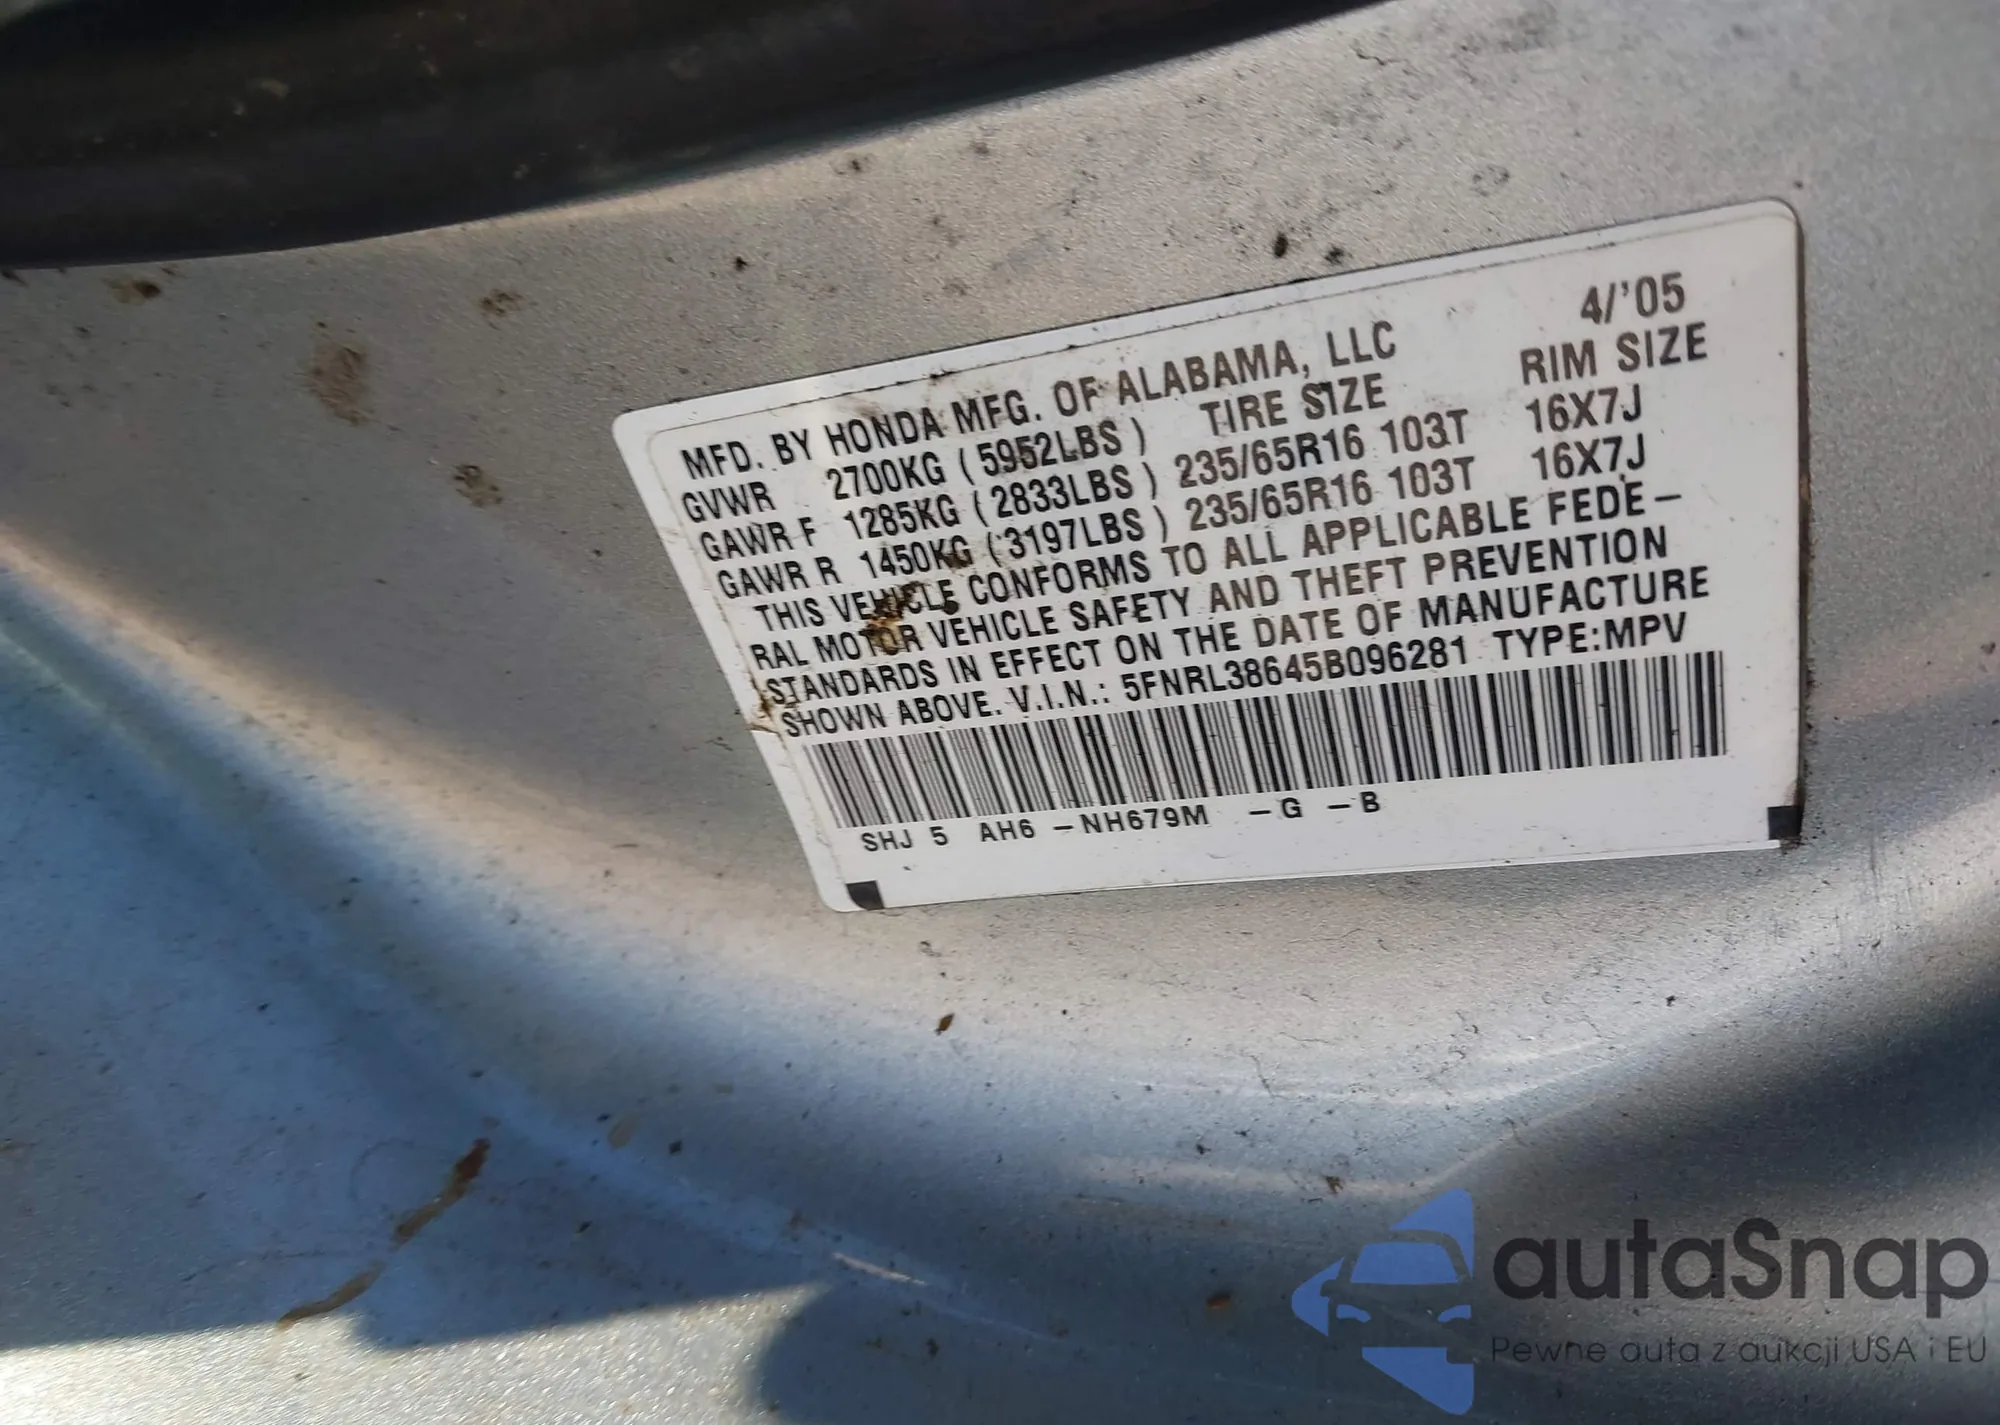 MFD. BY HONDA MFG. OF ALABAMA, LLC 4/'05
GVWR 2700KG (5952LBS) TIRE SIZE RIM SIZE
GAWR F 1285KG (2833LBS) 235/65R16 103T 16X7J
GAWR R 1450KG (3197LBS) 235/65R16 103T 16X7J
THIS VEHICLE CONFORMS TO ALL APPLICABLE FEDE–
RAL MOTOR VEHICLE SAFETY AND THEFT PREVENTION
STANDARDS IN EFFECT ON THE DATE OF MANUFACTURE
SHOWN ABOVE. V.I.N.: 5FNRL38645B096281 TYPE:MPV
SHJ 5 AH6 –NH679M –G –B
autaSnap
Pewne auta z aukcji USA i EU